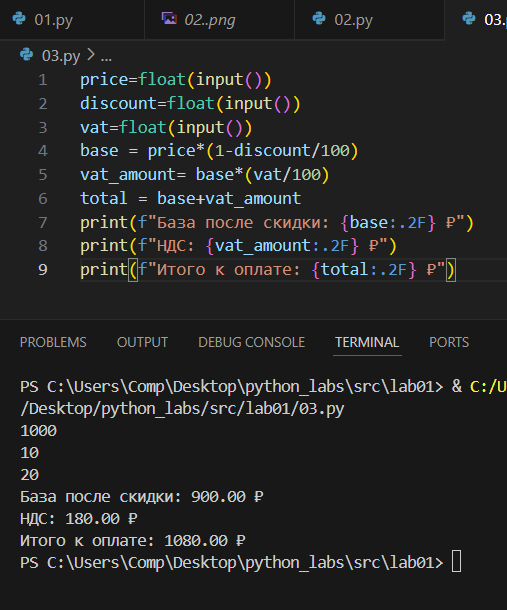 01.py 02..png 02.py 03.
03.py > ...
1 price=float(input())
2 discount=float(input())
3 vat=float(input())
4 base = price*(1-discount/100)
5 vat_amount= base*(vat/100)
6 total = base+vat_amount
7 print(f"База после скидки: {base:.2F} ₽")
8 print(f"НДС: {vat_amount:.2F} ₽")
9 print(f"Итого к оплате: {total:.2F} ₽")
PROBLEMS OUTPUT DEBUG CONSOLE TERMINAL PORTS
PS C:\Users\Comp\Desktop\python_labs\src\lab01> & C:/U
/Desktop/python_labs/src/lab01/03.py
1000
10
20
База после скидки: 900.00 ₽
НДС: 180.00 ₽
Итого к оплате: 1080.00 ₽
PS C:\Users\Comp\Desktop\python_labs\src\lab01>